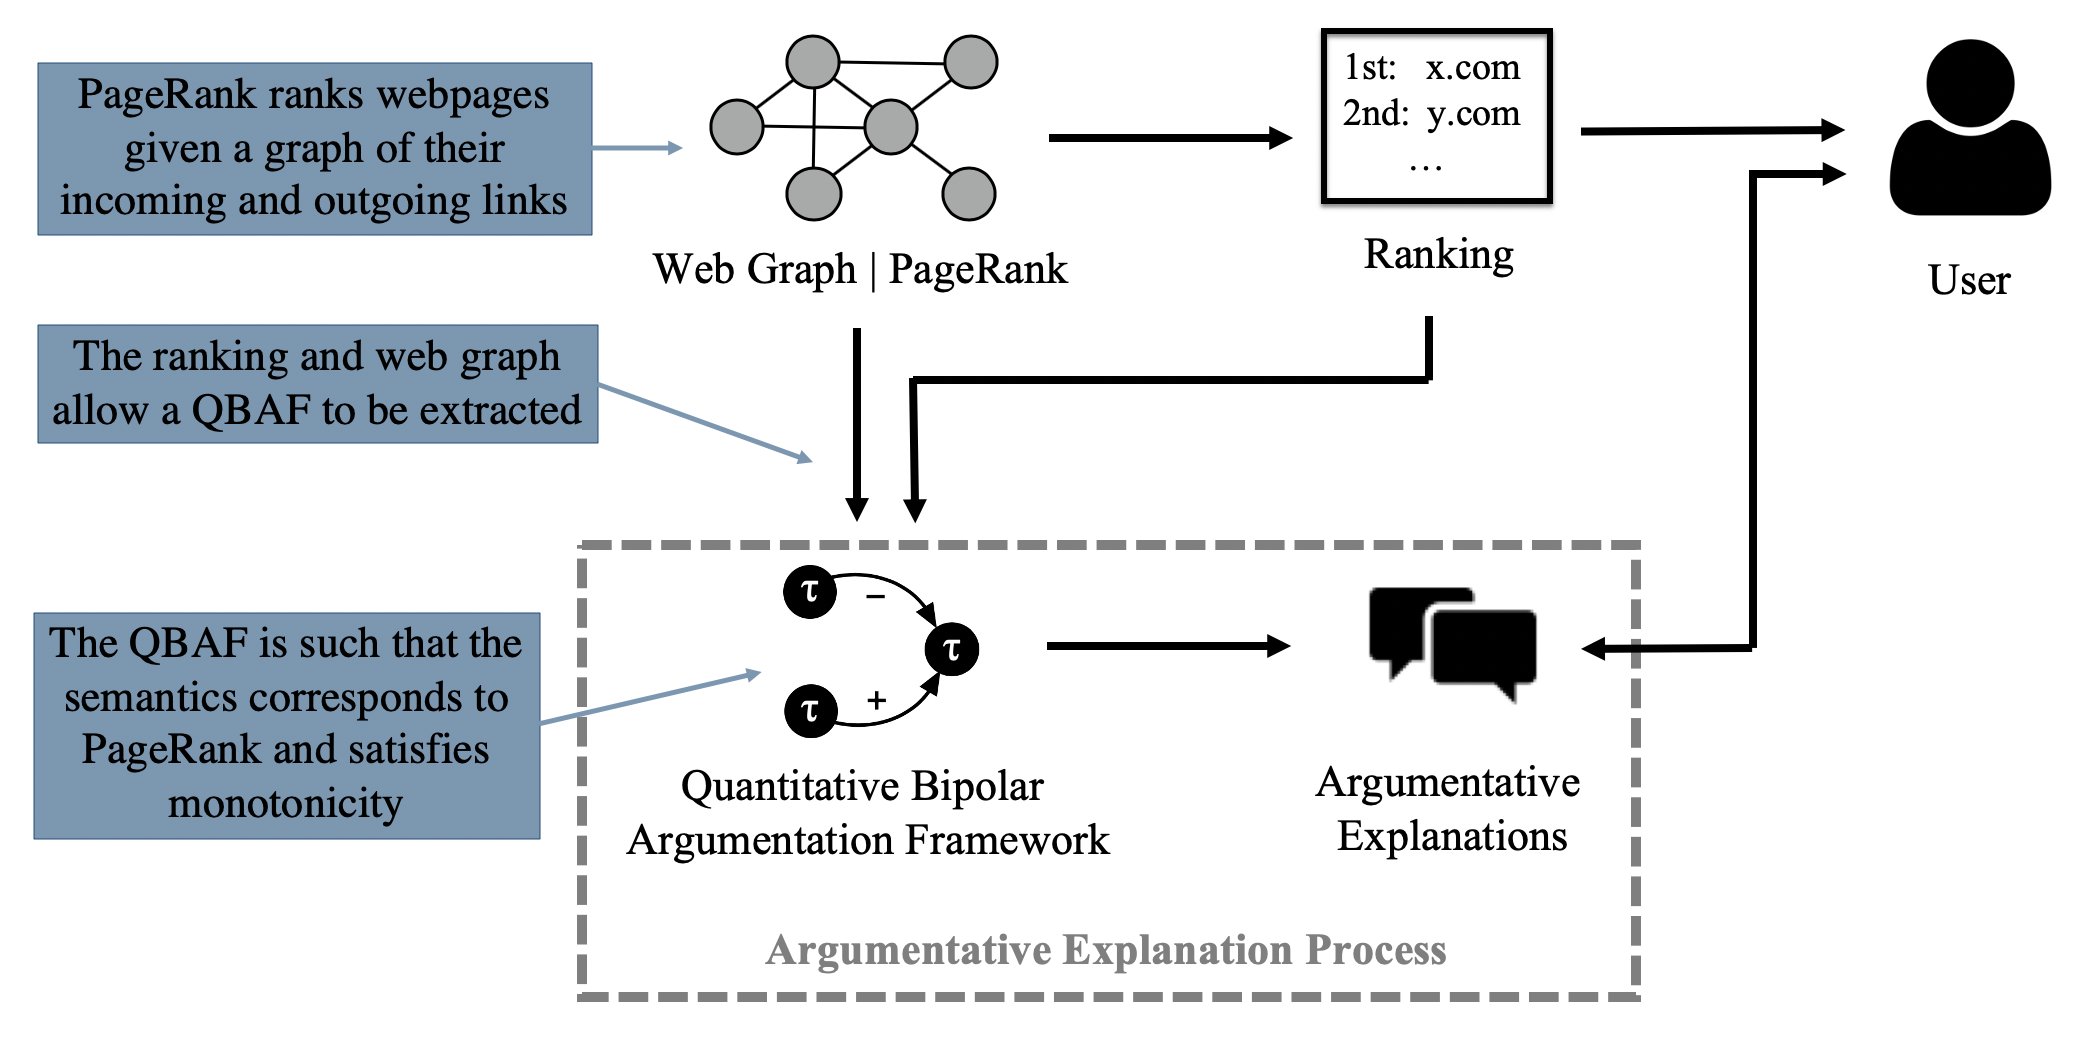 PageRank ranks webpages
given a graph of their
incoming and outgoing links
Web Graph | PageRank
1st: x.com
2nd: y.com
...
Ranking
User
The ranking and web graph
allow a QBAF to be extracted
The QBAF is such that the
semantics corresponds to
PageRank and satisfies
monotonicity
τ
−
τ
τ
+
Quantitative Bipolar
Argumentation Framework
Argumentative
Explanations
Argumentative Explanation Process